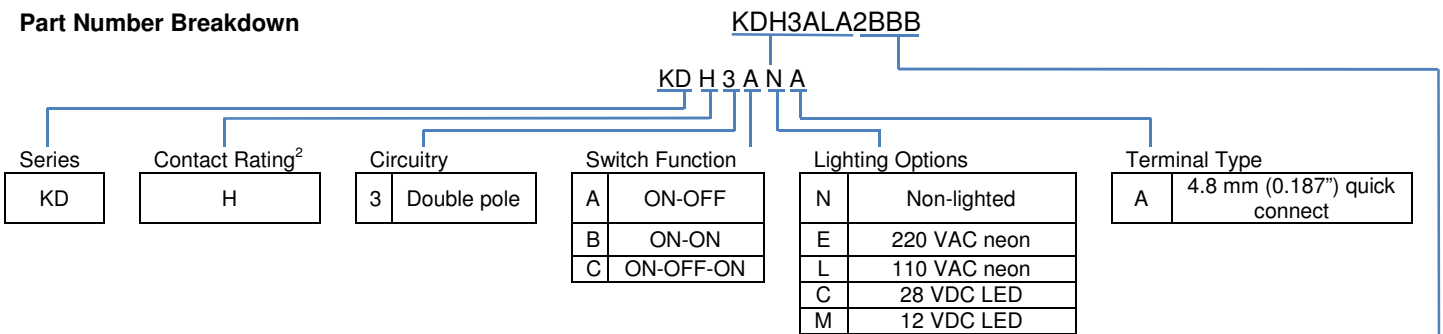 Part Number Breakdown
KDH3ALA2BBB
KD H 3 A N A
Series
Contact Rating2
Circuitry
Switch Function
Lighting Options
Terminal Type
KD
H
3 Double pole
A ON-OFF
B ON-ON
C ON-OFF-ON
N Non-lighted
E 220 VAC neon
L 110 VAC neon
C 28 VDC LED
M 12 VDC LED
A 4.8 mm (0.187”) quick
connect